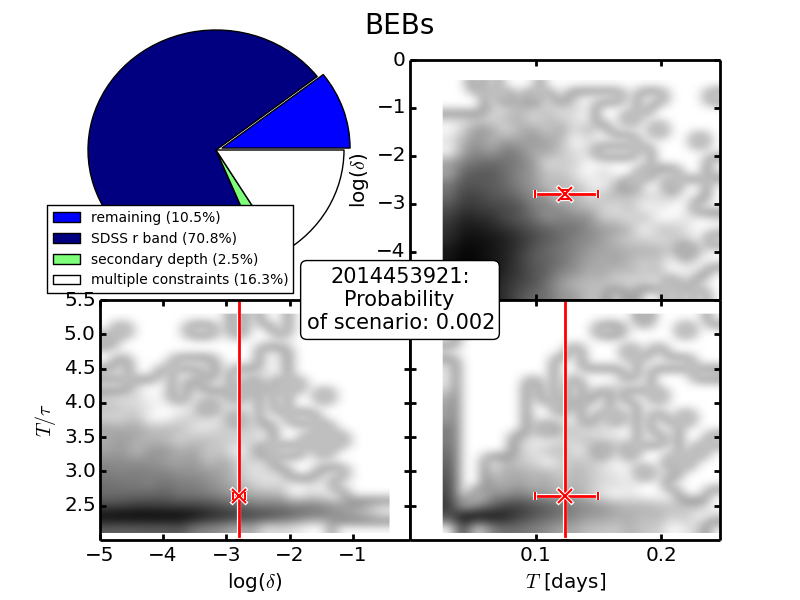 BEBs
remaining (10.5%)
SDSS r band (70.8%)
secondary depth (2.5%)
multiple constraints (16.3%)
0
−1
−2
−3
−4
log(δ)
2014453921:
Probability
of scenario: 0.002
5.5
5.0
4.5
4.0
3.5
3.0
2.5
T/τ
−5 −4 −3 −2 −1
log(δ)
0.1 0.2
T [days]